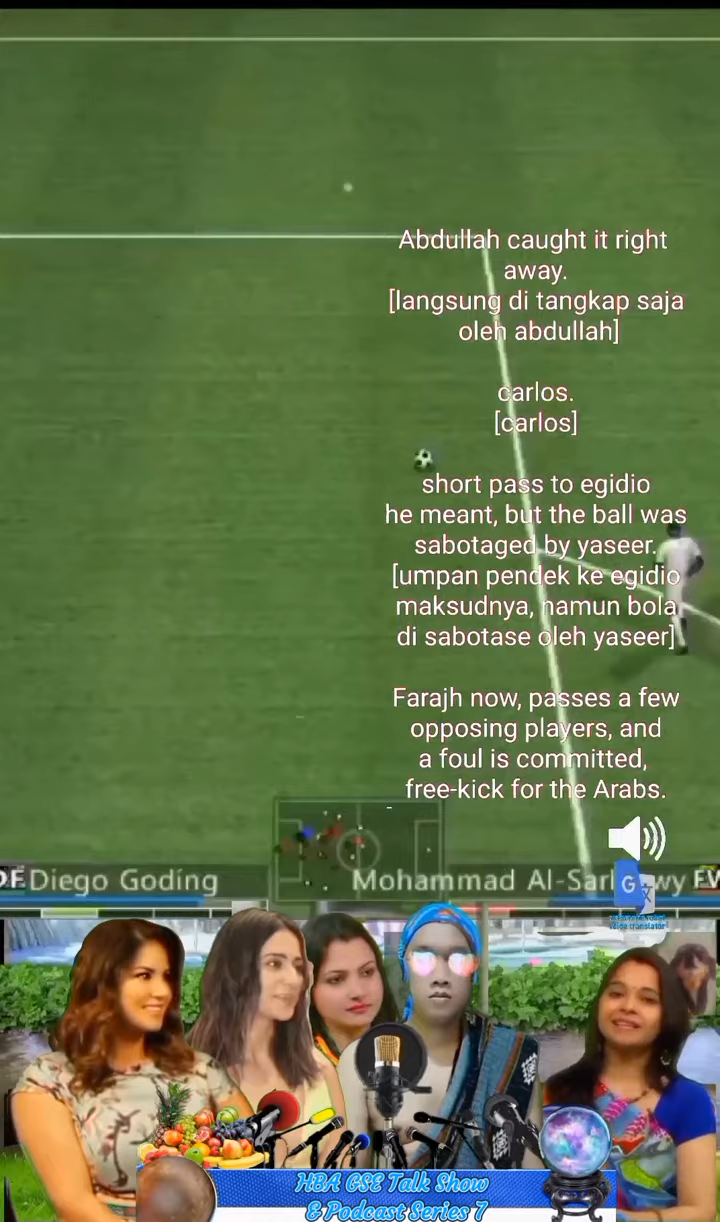 Abdullah caught it right
away.
[langsung di tangkap saja
oleh abdullah]
carlos.
[carlos]
short pass to egidio
he meant, but the ball was
sabotaged by yaseer.
[umpan pendek ke egidio
maksudnya, namun bola
di sabotase oleh yaseer]
Farajh now, passes a few
opposing players, and
a foul is committed,
free-kick for the Arabs.
DF Diego Godíng
Mohammad FW
G
HBA GSE Talk Show
& Podcast Series 7